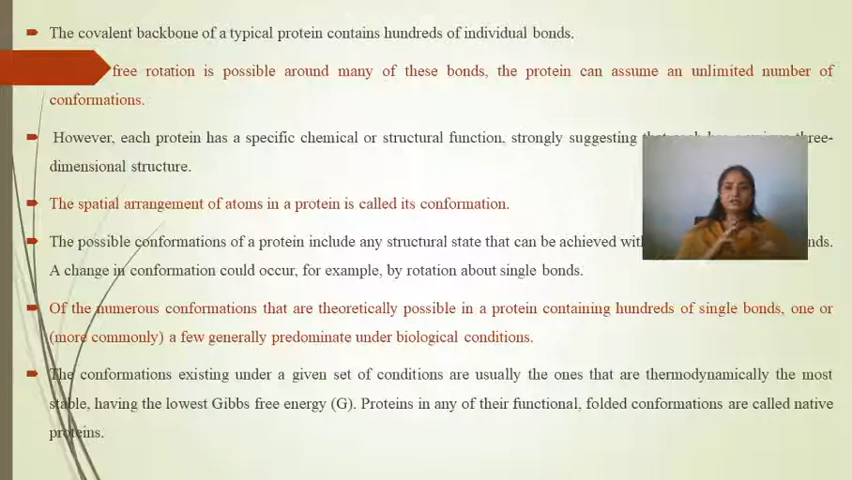 The covalent backbone of a typical protein contains hundreds of individual bonds.
free rotation is possible around many of these bonds, the protein can assume an unlimited number of
conformations.
However, each protein has a specific chemical or structural function, strongly suggesting that each has a unique three-
dimensional structure.
The spatial arrangement of atoms in a protein is called its conformation.
The possible conformations of a protein include any structural state that can be achieved
A change in conformation could occur, for example, by rotation about single bonds.
Of the numerous conformations that are theoretically possible in a protein containing hundreds of single bonds, one or
(more commonly) a few generally predominate under biological conditions.
The conformations existing under a given set of conditions are usually the ones that are thermodynamically the most
stable, having the lowest Gibbs free energy (G). Proteins in any of their functional, folded conformations are called native
proteins.